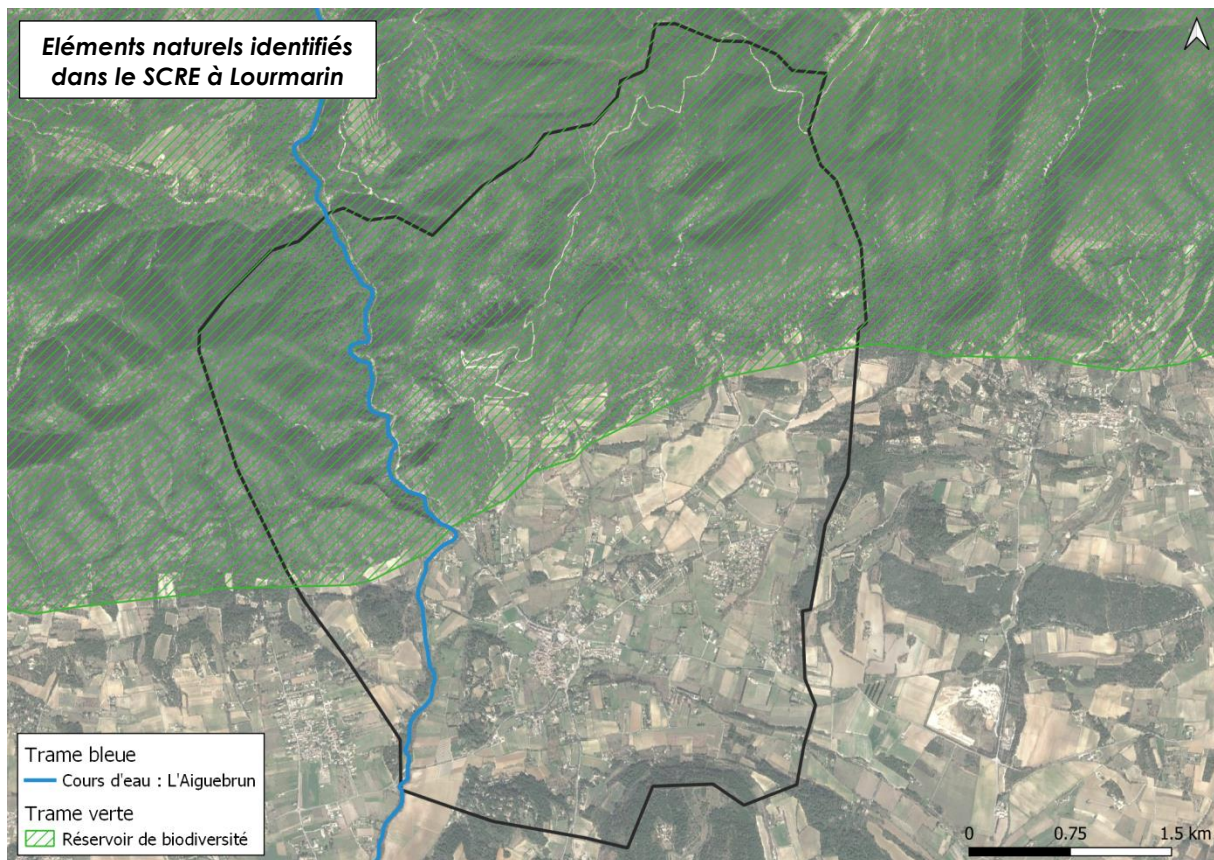 Eléments naturels identifiés
dans le SCRE à Lourmarin
Trame bleue
Cours d'eau : L'Aiguebrun
Trame verte
Réservoir de biodiversité
0 0.75 1.5 km